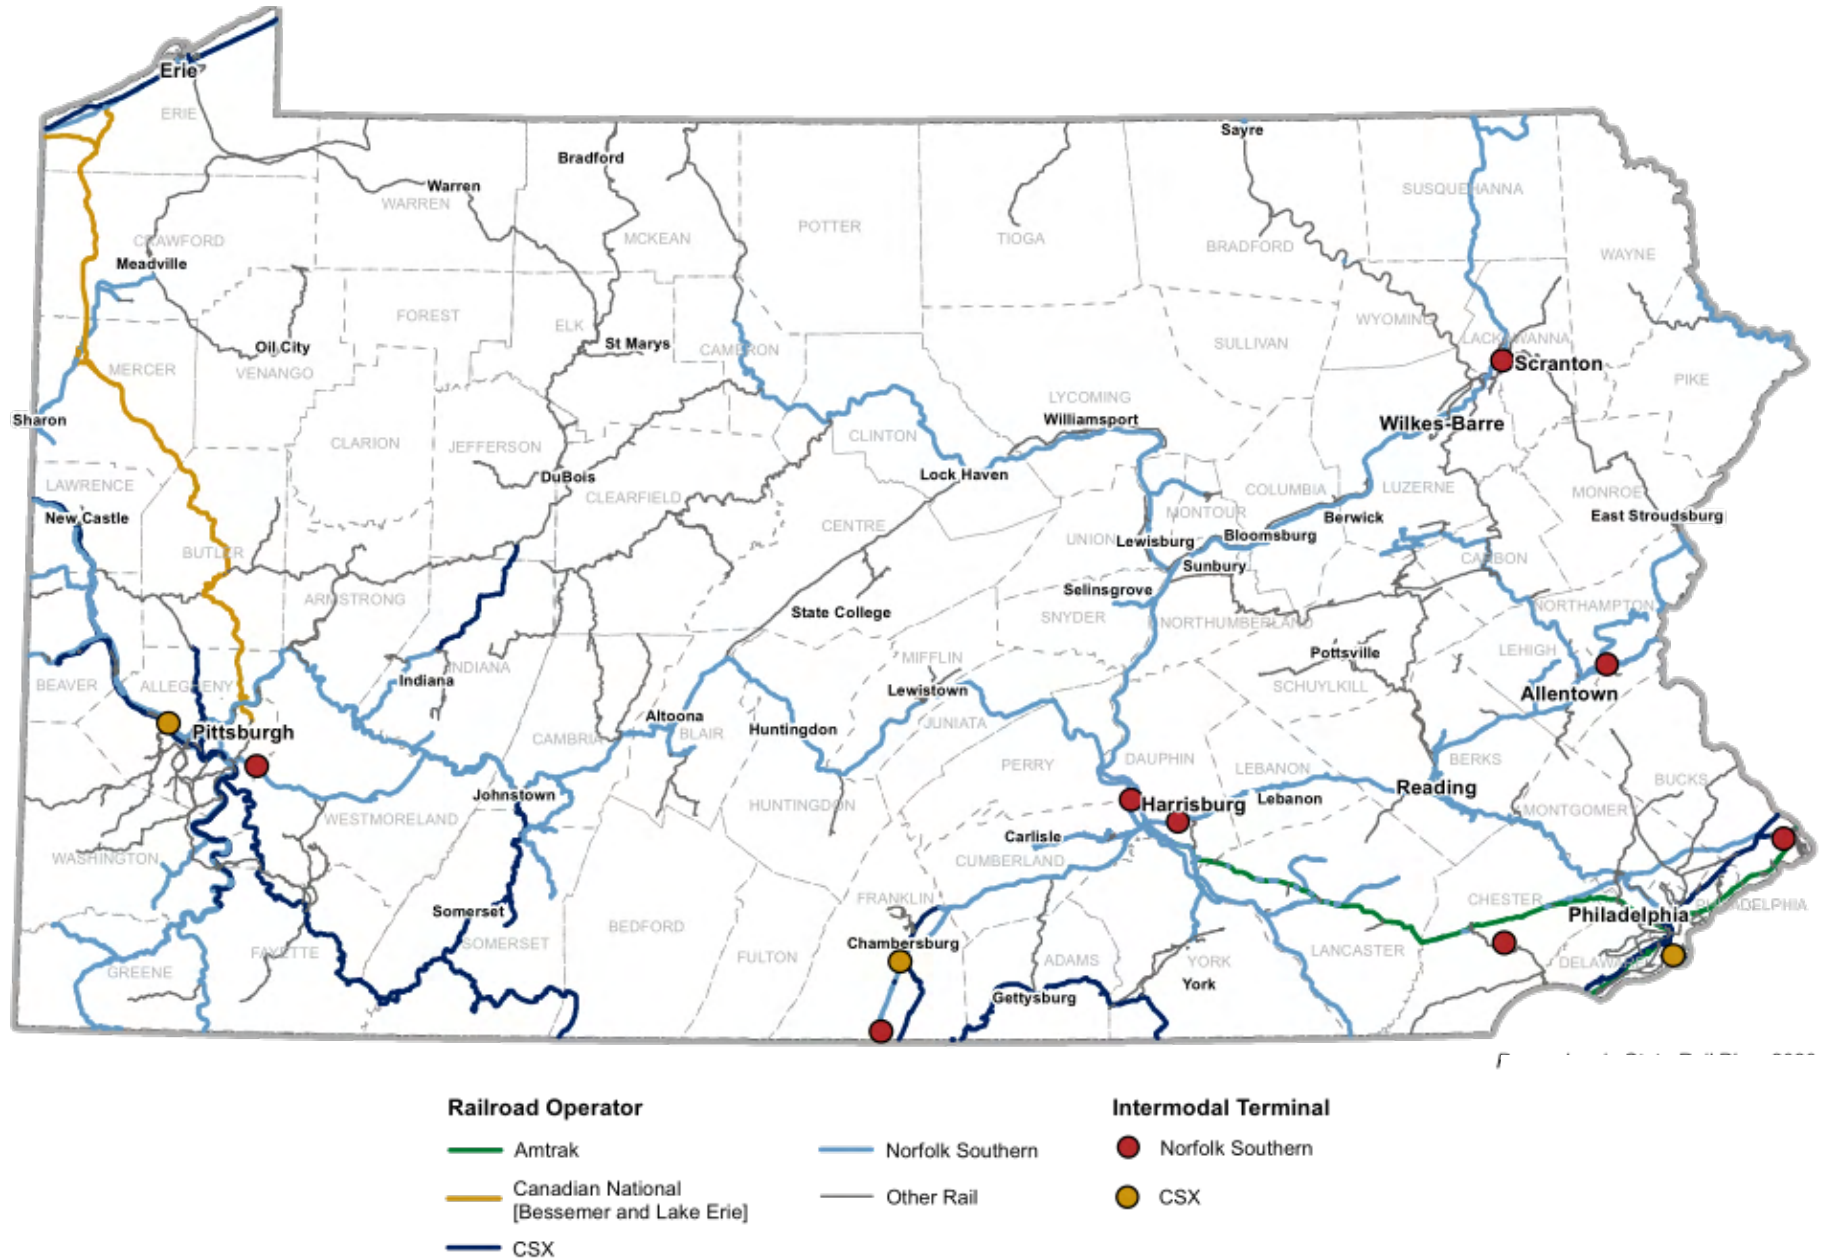 Erie
ERIE
Sayre
Bradford
Warren
WARREN
SUSQUEHANNA
CRAWFORD
MCKEAN
POTTER
TIOGA
BRADFORD
WAYNE
Meadville
FOREST
ELK
WYOMING
St Marys
CAMERON
SULLIVAN
LACKAWANNA
Oil City
MERCER
VENANGO
Scranton
PIKE
LYCOMING
Sharon
Williamsport
Wilkes-Barre
CLARION
JEFFERSON
CLINTON
DuBois
Lock Haven
LAWRENCE
CLEARFIELD
COLUMBIA
LUZERNE
MONROE
New Castle
CENTRE
MONTOUR
Berwick
East Stroudsburg
BUTLER
UNION
Lewisburg
Bloomsburg
CARBON
Sunbury
Selinsgrove
ARMSTRONG
State College
SNYDER
NORTHUMBERLAND
NORTHAMPTON
Pottsville
LEHIGH
INDIANA
MIFFLIN
BEAVER
ALLEGHENY
Indiana
Lewistown
SCHUYLKILL
Allentown
Altoona
JUNIATA
Pittsburgh
CAMBRIA
BLAIR
Huntingdon
PERRY
DAUPHIN
LEBANON
BERKS
BUCKS
Johnstown
HUNTINGDON
Harrisburg
Lebanon
Reading
MONTGOMERY
WESTMORELAND
Carlisle
WASHINGTON
CUMBERLAND
FRANKLIN
CHESTER
PHILADELPHIA
Somerset
Philadelphia
FAYETTE
SOMERSET
BEDFORD
FULTON
Chambersburg
ADAMS
YORK
LANCASTER
DELAWARE
GREENE
Gettysburg
York
Railroad Operator
Intermodal Terminal
Amtrak
Norfolk Southern
Norfolk Southern
Canadian National
[Bessemer and Lake Erie]
Other Rail
CSX
CSX